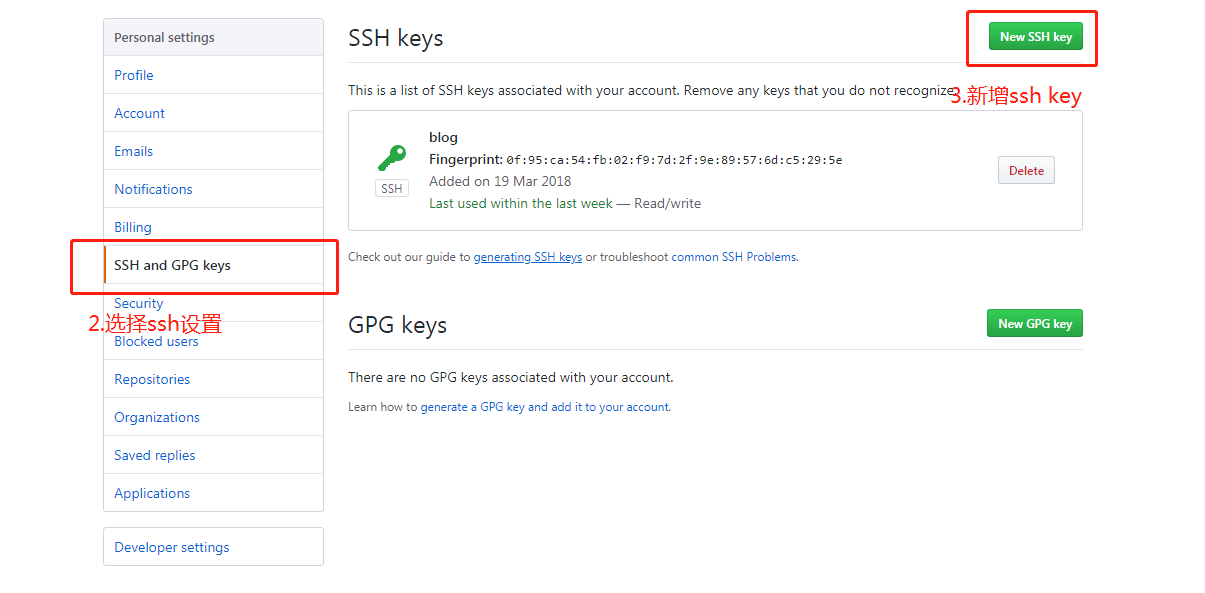 Personal settings
Profile
Account
Emails
Notifications
Billing
SSH and GPG keys
Security
2.选择ssh设置
Blocked users
Repositories
Organizations
Saved replies
Applications
Developer settings
SSH keys
New SSH key
This is a list of SSH keys associated with your account. Remove any keys that you do not recognize.
3.新增ssh key
blog
Fingerprint: 0f:95:ca:54:fb:02:f9:7d:2f:9e:89:57:6d:c5:29:5e
Added on 19 Mar 2018
Last used within the last week — Read/write
SSH
Delete
Check out our guide to generating SSH keys or troubleshoot common SSH Problems.
GPG keys
New GPG key
There are no GPG keys associated with your account.
Learn how to generate a GPG key and add it to your account.